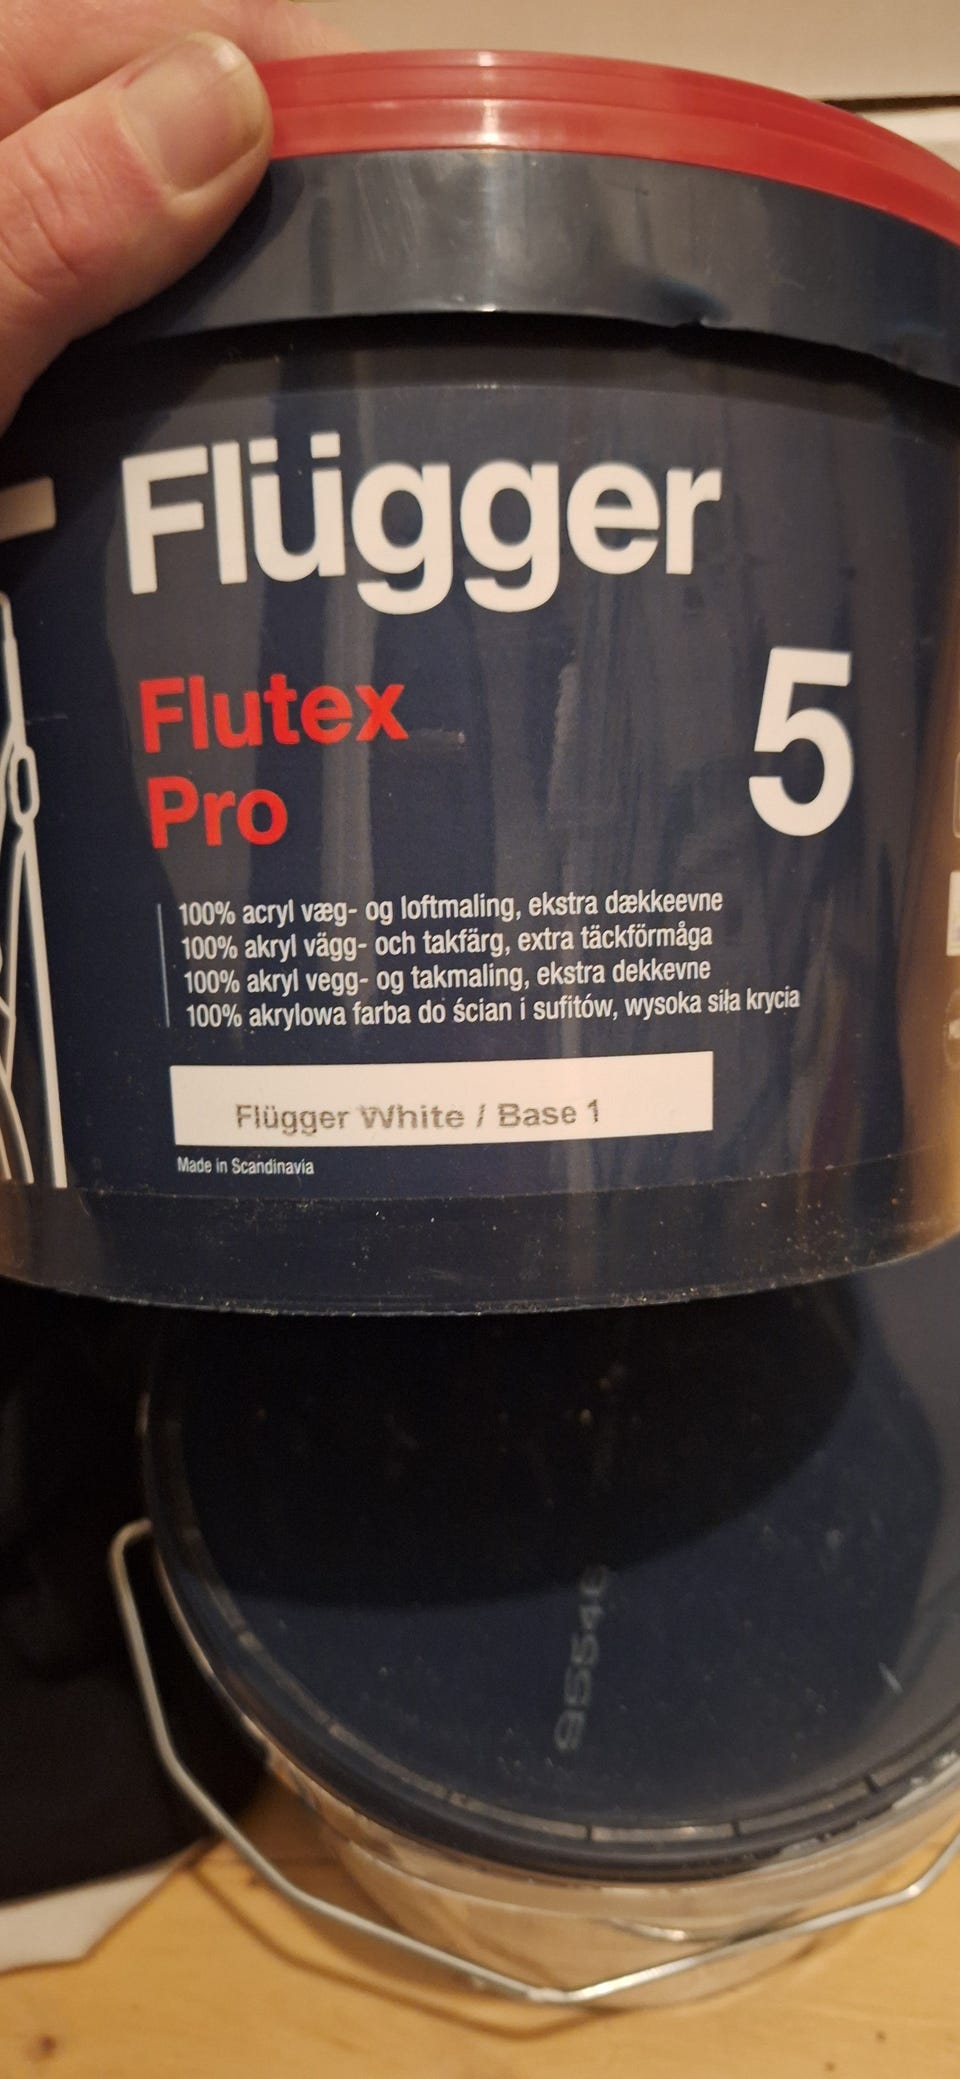 Flügger
Flutex
Pro
5
100% acryl væg- og loftmaling, ekstra dækkeevne
100% akryl vägg- och takfärg, extra täckförmåga
100% akryl vegg- og takmaling, ekstra dekkevne
100% akrylowa farba do ścian i sufitów, wysoka siła krycia
Flügger White / Base 1
Made in Scandinavia